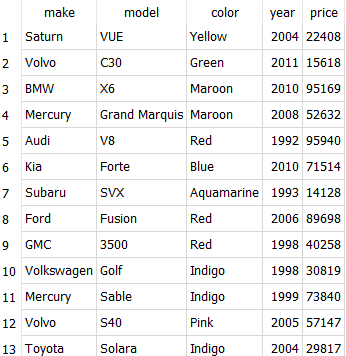 make model color year price
1 Saturn VUE Yellow 2004 22408
2 Volvo C30 Green 2011 15618
3 BMW X6 Maroon 2010 95169
4 Mercury Grand Marquis Maroon 2008 52632
5 Audi V8 Red 1992 95940
6 Kia Forte Blue 2010 71514
7 Subaru SVX Aquamarine 1993 14128
8 Ford Fusion Red 2006 89698
9 GMC 3500 Red 1998 40258
10 Volkswagen Golf Indigo 1998 30819
11 Mercury Sable Indigo 1999 73840
12 Volvo S40 Pink 2005 57147
13 Toyota Solara Indigo 2004 29817